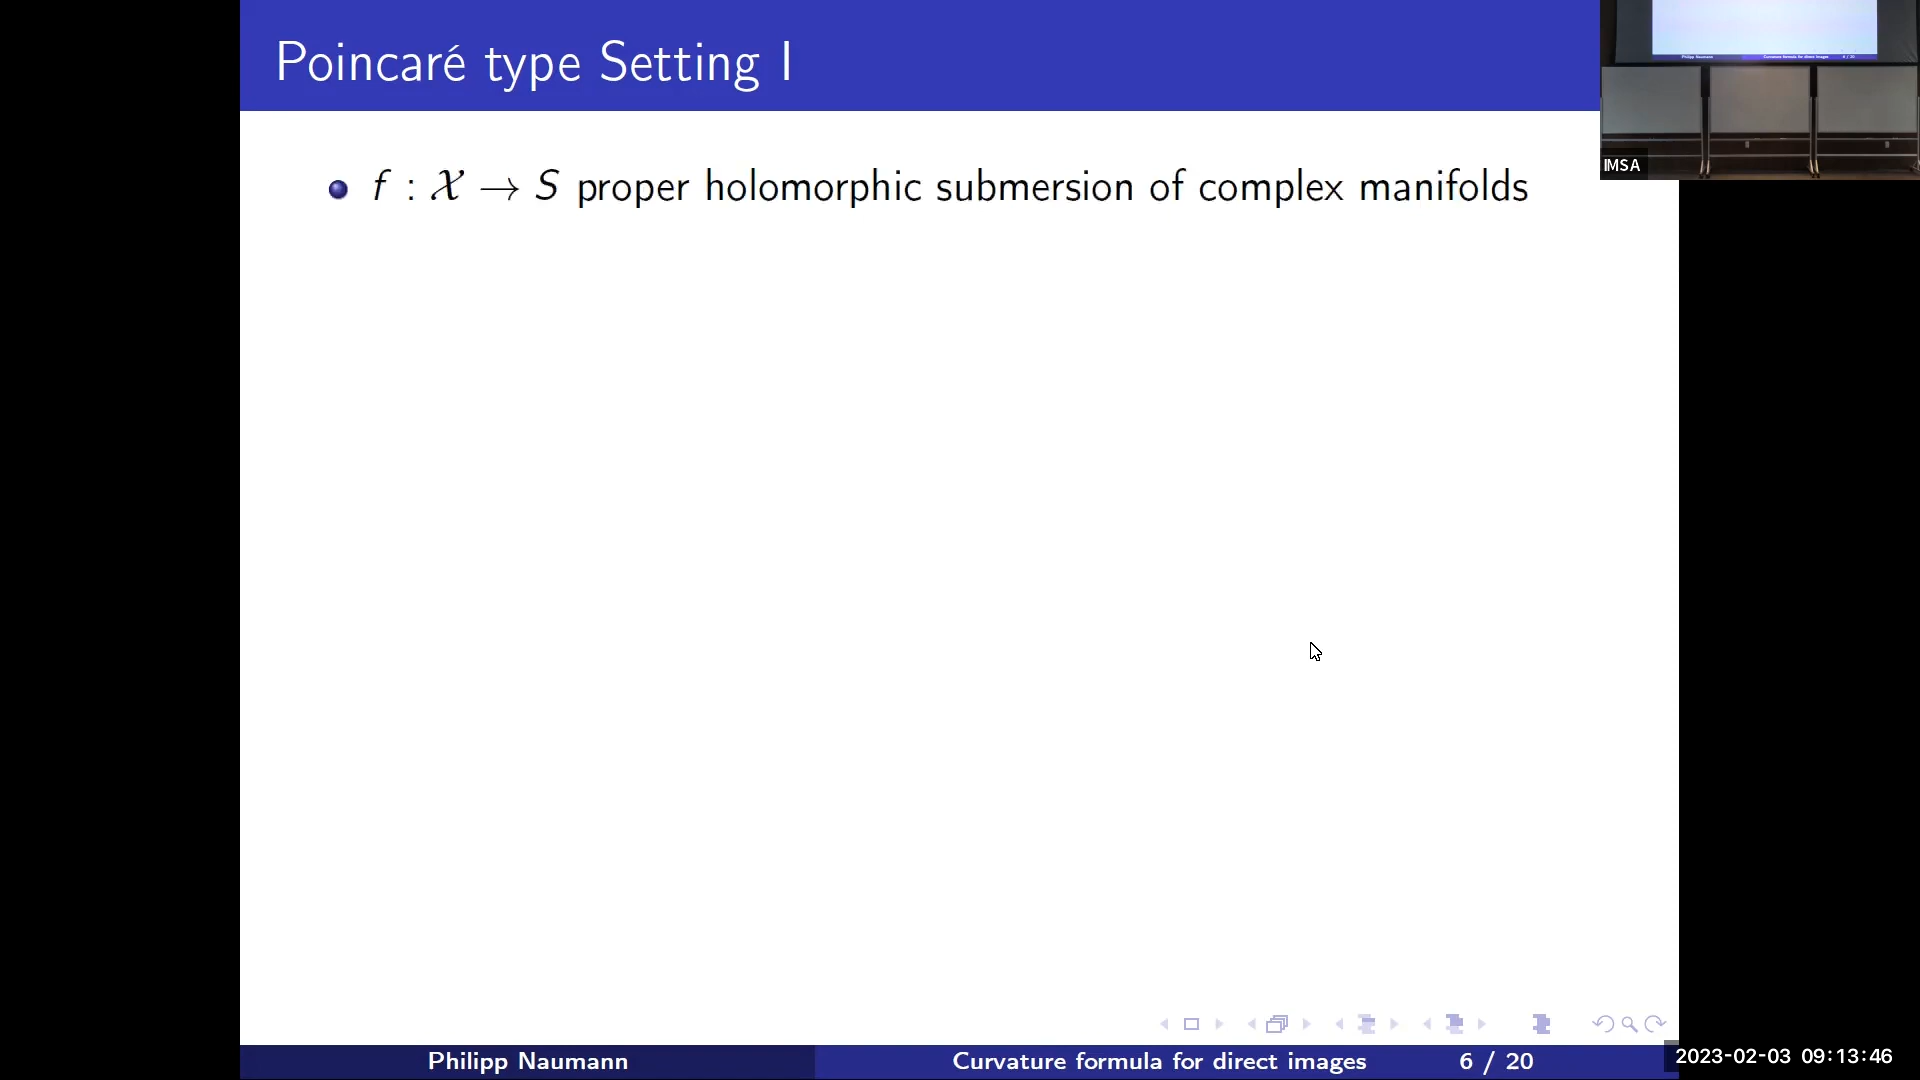 Poincaré type Setting I
IMSA
f : 𝒳 → S proper holomorphic submersion of complex manifolds
Philipp Naumann
Curvature formula for direct images
6 / 20
2023-02-03 09:13:46